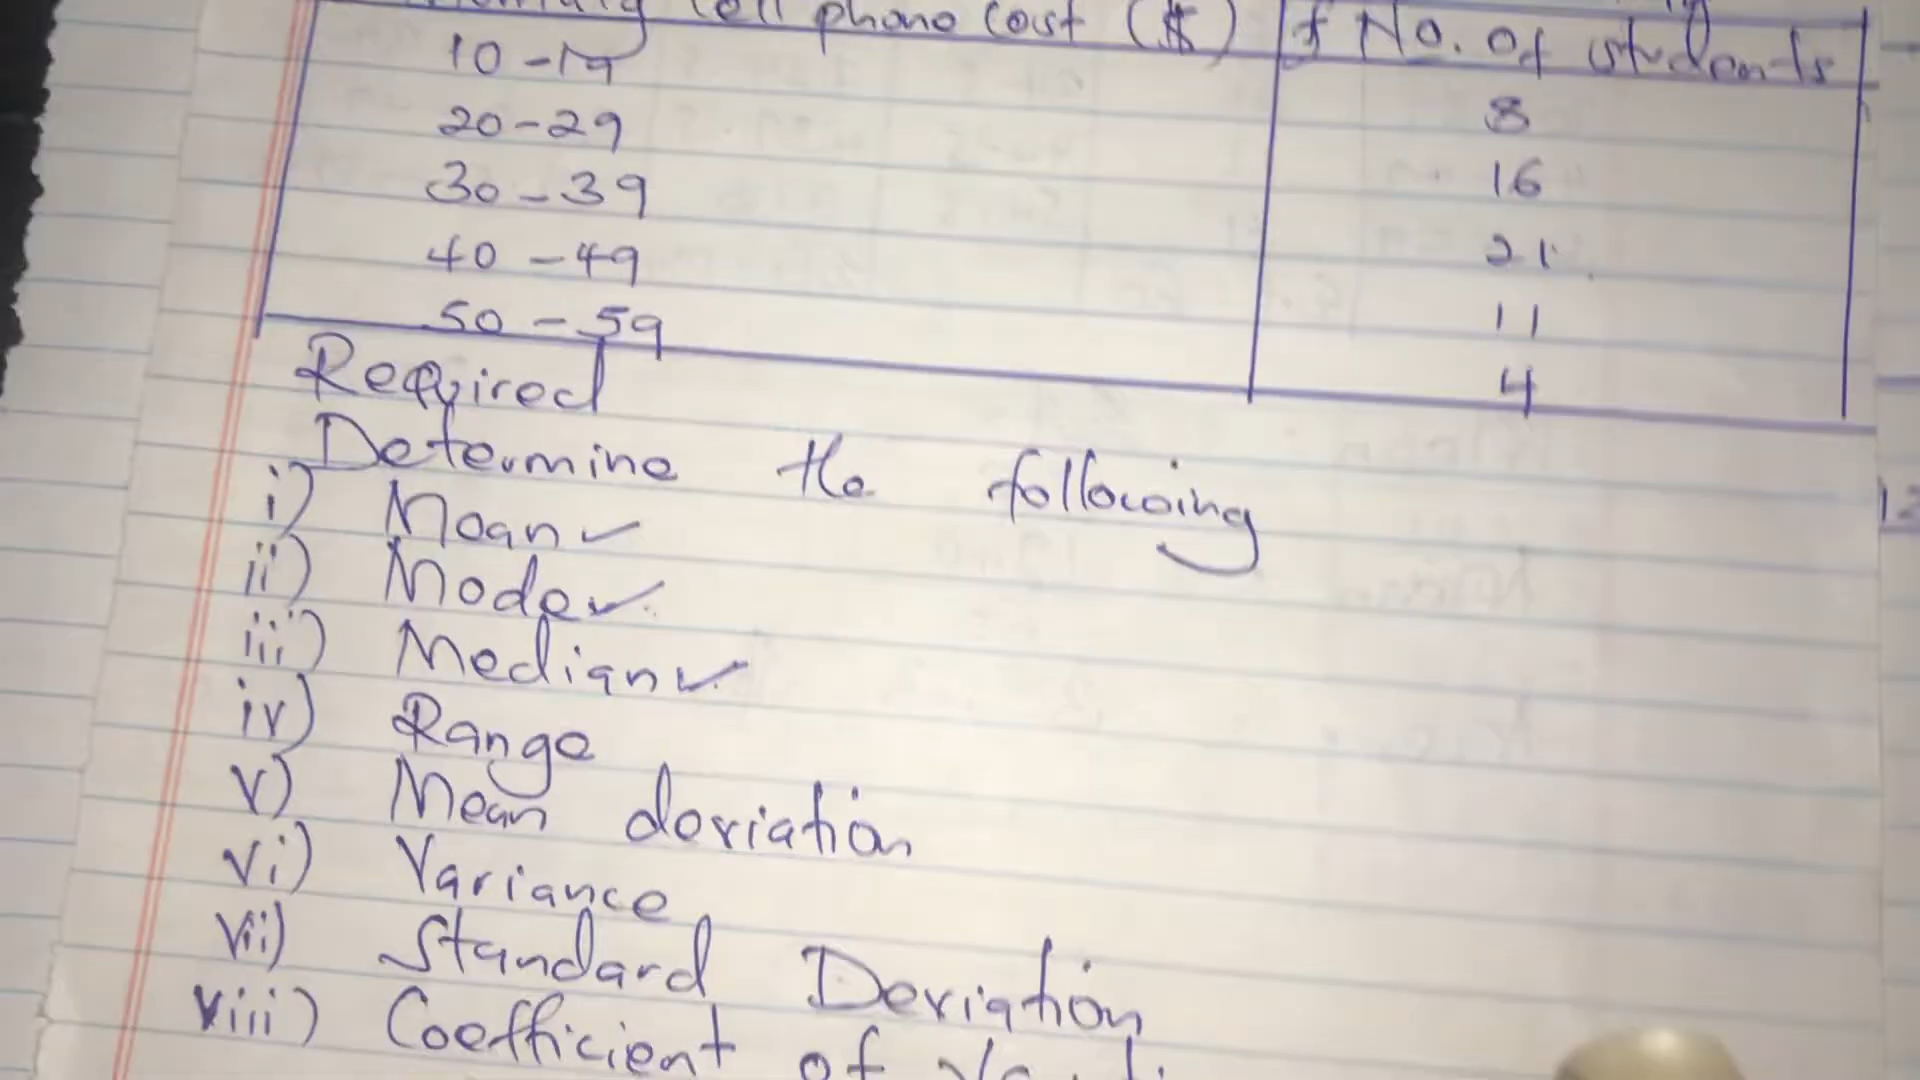 cell phone cost ($) f No. of students
10-19 8
20-29 16
30-39 21
40-49 11
50-59 4
Required
Determine the following
i) Mean ✓
ii) Mode ✓
iii) Median ✓
iv) Range
v) Mean deviation
vi) Variance
vii) Standard Deviation
viii) Coefficient of